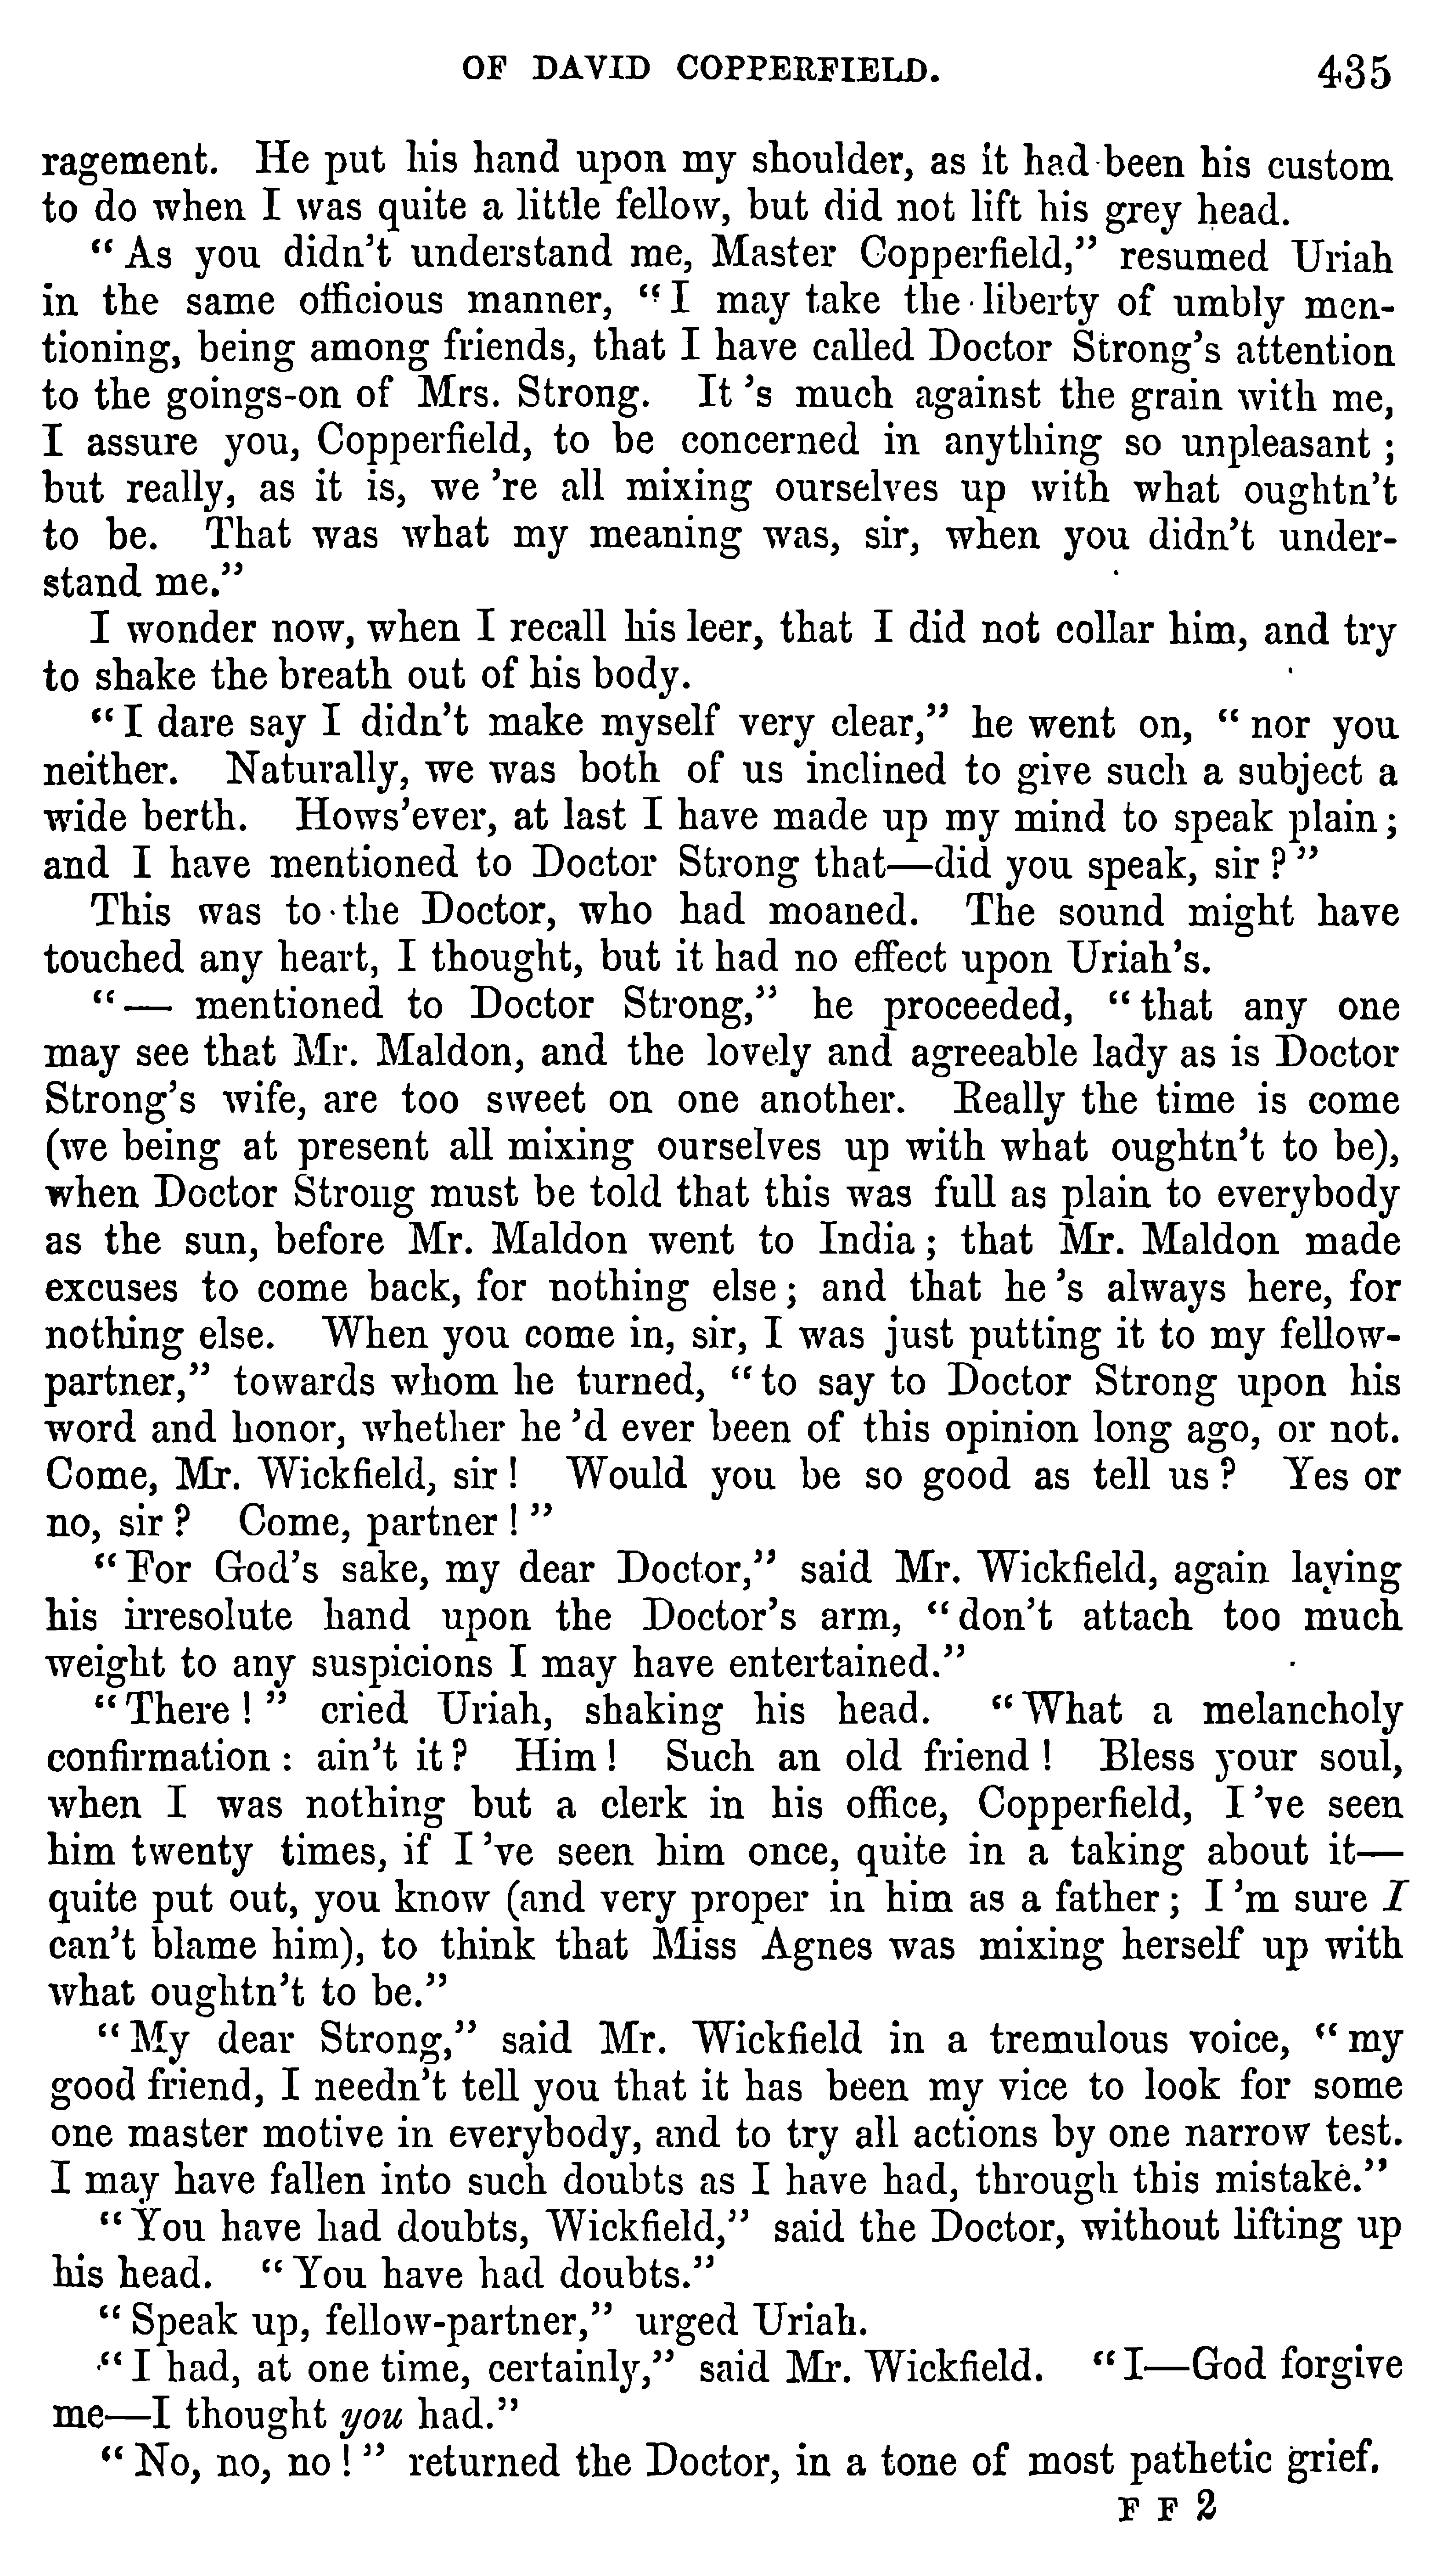 OF DAVID COPPERFIELD. 435
ragement. He put his hand upon my shoulder, as it had been his custom
to do when I was quite a little fellow, but did not lift his grey head.
“As you didn't understand me, Master Copperfield,” resumed Uriah
in the same officious manner, “I may take the liberty of umbly men-
tioning, being among friends, that I have called Doctor Strong's attention
to the goings-on of Mrs. Strong. It 's much against the grain with me,
I assure you, Copperfield, to be concerned in anything so unpleasant ;
but really, as it is, we 're all mixing ourselves up with what oughtn't
to be. That was what my meaning was, sir, when you didn't under-
stand me.”
I wonder now, when I recall his leer, that I did not collar him, and try
to shake the breath out of his body.
“I dare say I didn't make myself very clear,” he went on, “nor you
neither. Naturally, we was both of us inclined to give such a subject a
wide berth. Hows'ever, at last I have made up my mind to speak plain ;
and I have mentioned to Doctor Strong that—did you speak, sir ?”
This was to the Doctor, who had moaned. The sound might have
touched any heart, I thought, but it had no effect upon Uriah's.
“— mentioned to Doctor Strong,” he proceeded, “that any one
may see that Mr. Maldon, and the lovely and agreeable lady as is Doctor
Strong's wife, are too sweet on one another. Really the time is come
(we being at present all mixing ourselves up with what oughtn't to be),
when Doctor Strong must be told that this was full as plain to everybody
as the sun, before Mr. Maldon went to India ; that Mr. Maldon made
excuses to come back, for nothing else ; and that he 's always here, for
nothing else. When you come in, sir, I was just putting it to my fellow-
partner,” towards whom he turned, “to say to Doctor Strong upon his
word and honor, whether he 'd ever been of this opinion long ago, or not.
Come, Mr. Wickfield, sir ! Would you be so good as tell us ? Yes or
no, sir ? Come, partner !”
“For God's sake, my dear Doctor,” said Mr. Wickfield, again laying
his irresolute hand upon the Doctor's arm, “don't attach too much
weight to any suspicions I may have entertained.”
“There !” cried Uriah, shaking his head. “What a melancholy
confirmation : ain't it ? Him ! Such an old friend ! Bless your soul,
when I was nothing but a clerk in his office, Copperfield, I 've seen
him twenty times, if I 've seen him once, quite in a taking about it—
quite put out, you know (and very proper in him as a father ; I 'm sure I
can't blame him), to think that Miss Agnes was mixing herself up with
what oughtn't to be.”
“My dear Strong,” said Mr. Wickfield in a tremulous voice, “my
good friend, I needn't tell you that it has been my vice to look for some
one master motive in everybody, and to try all actions by one narrow test.
I may have fallen into such doubts as I have had, through this mistake.”
“You have had doubts, Wickfield,” said the Doctor, without lifting up
his head. “You have had doubts.”
“Speak up, fellow-partner,” urged Uriah.
“I had, at one time, certainly,” said Mr. Wickfield. “I—God forgive
me—I thought you had.”
“No, no, no !” returned the Doctor, in a tone of most pathetic grief.
F F 2